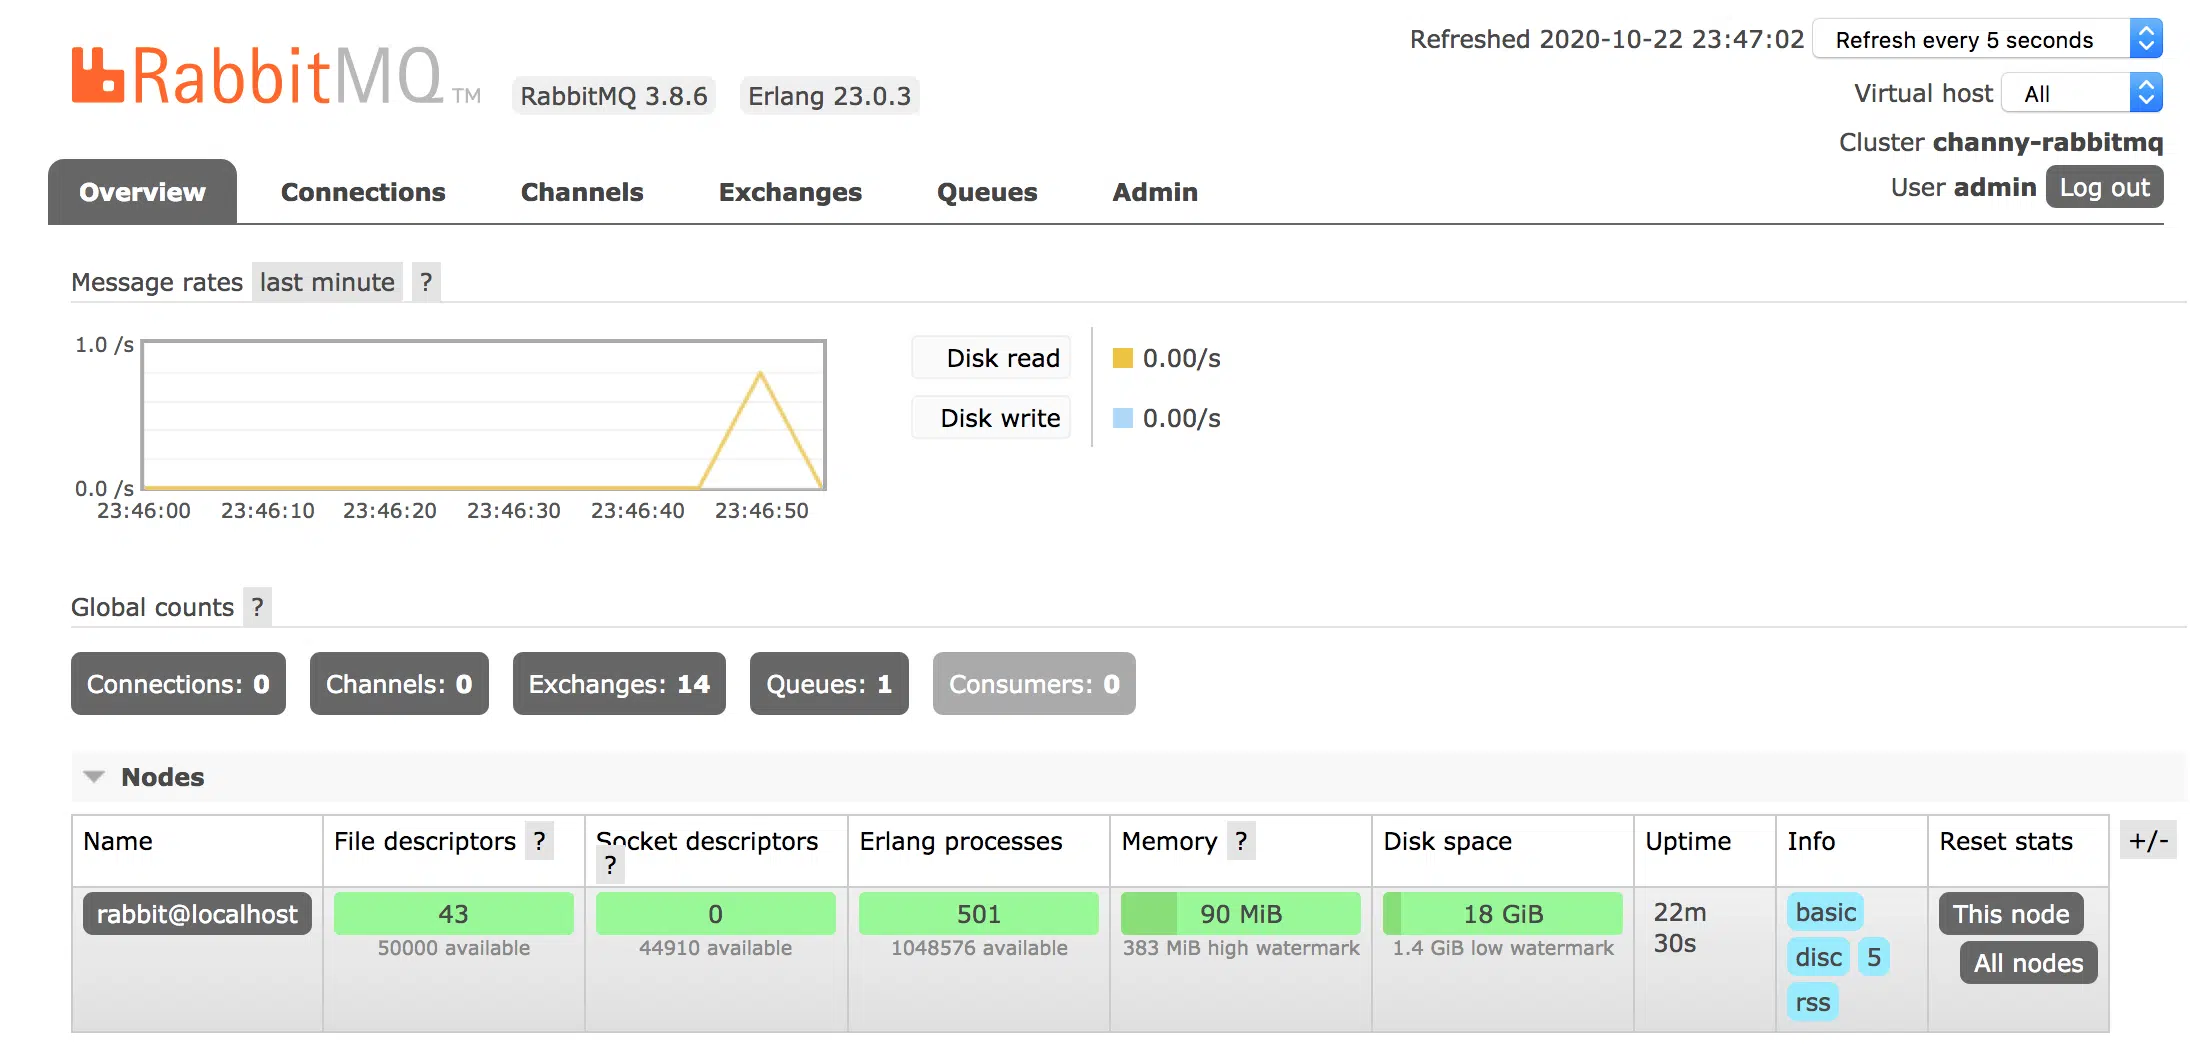 Refreshed 2020-10-22 23:47:02 Refresh every 5 seconds
RabbitMQ TM RabbitMQ 3.8.6 Erlang 23.0.3
Virtual host All
Cluster channy-rabbitmq
User admin Log out
Overview Connections Channels Exchanges Queues Admin
Message rates last minute ?
1.0 /s
0.0 /s
23:46:00 23:46:10 23:46:20 23:46:30 23:46:40 23:46:50
Disk read 0.00/s
Disk write 0.00/s
Global counts ?
Connections: 0 Channels: 0 Exchanges: 14 Queues: 1 Consumers: 0
Nodes
Name File descriptors ? Socket descriptors ? Erlang processes Memory ? Disk space Uptime Info Reset stats +/-
rabbit@localhost 43 0 501 90 MiB 18 GiB 22m 30s basic This node
50000 available 44910 available 1048576 available 383 MiB high watermark 1.4 GiB low watermark disc 5 All nodes
rss